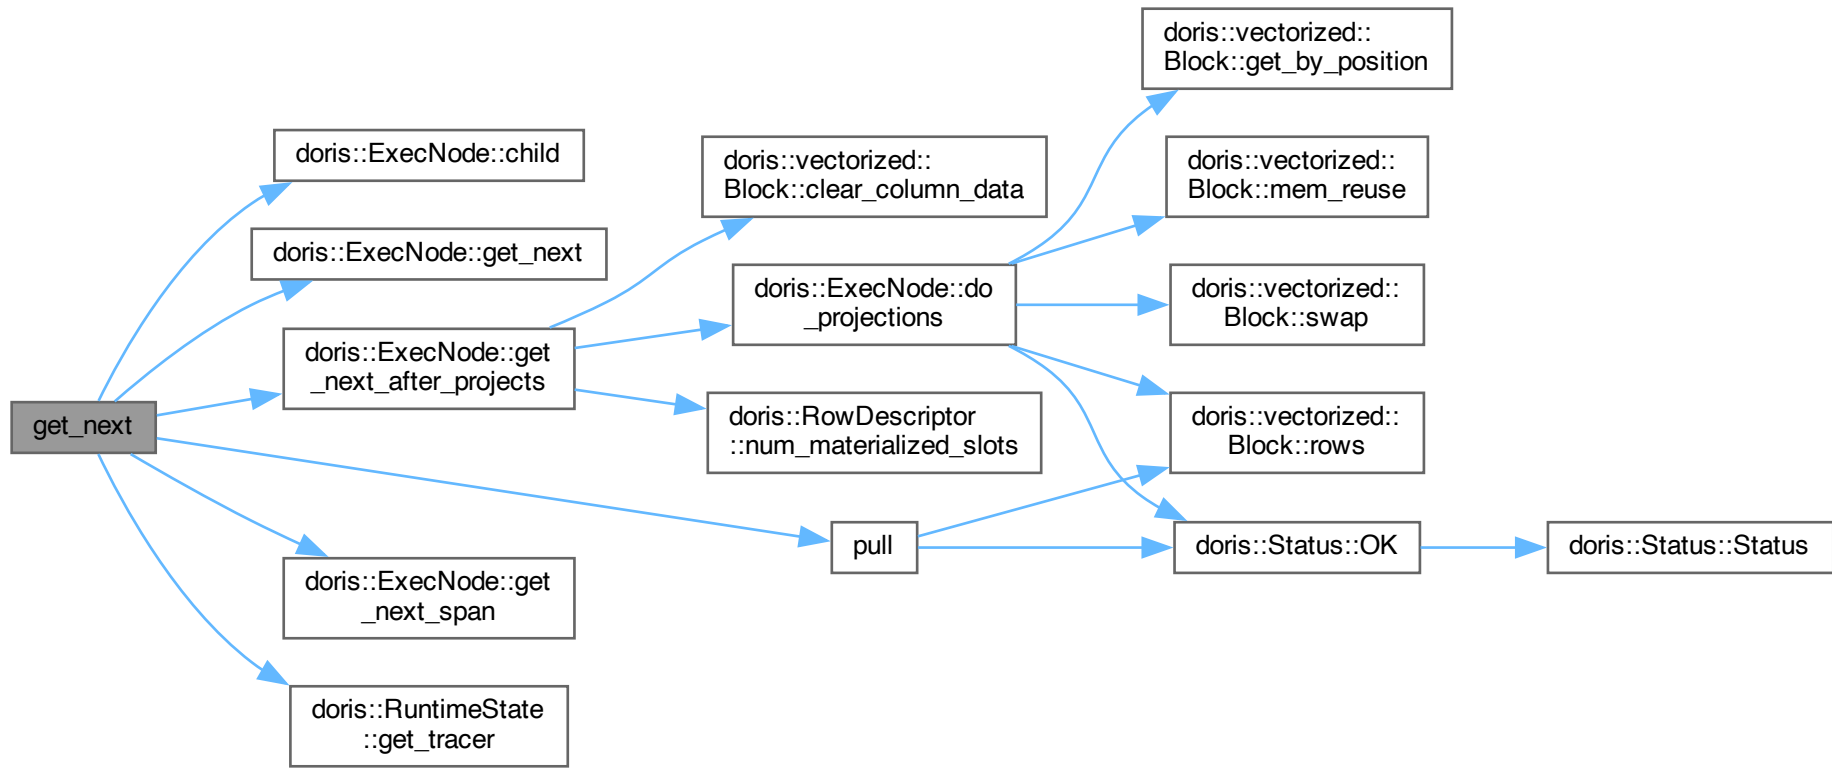 get_next
doris::ExecNode::child
doris::ExecNode::get_next
doris::ExecNode::get
_next_after_projects
doris::ExecNode::get
_next_span
doris::RuntimeState
::get_tracer
doris::vectorized::
Block::clear_column_data
doris::ExecNode::do
_projections
doris::RowDescriptor
::num_materialized_slots
pull
doris::vectorized::
Block::get_by_position
doris::vectorized::
Block::mem_reuse
doris::vectorized::
Block::swap
doris::vectorized::
Block::rows
doris::Status::OK
doris::Status::Status